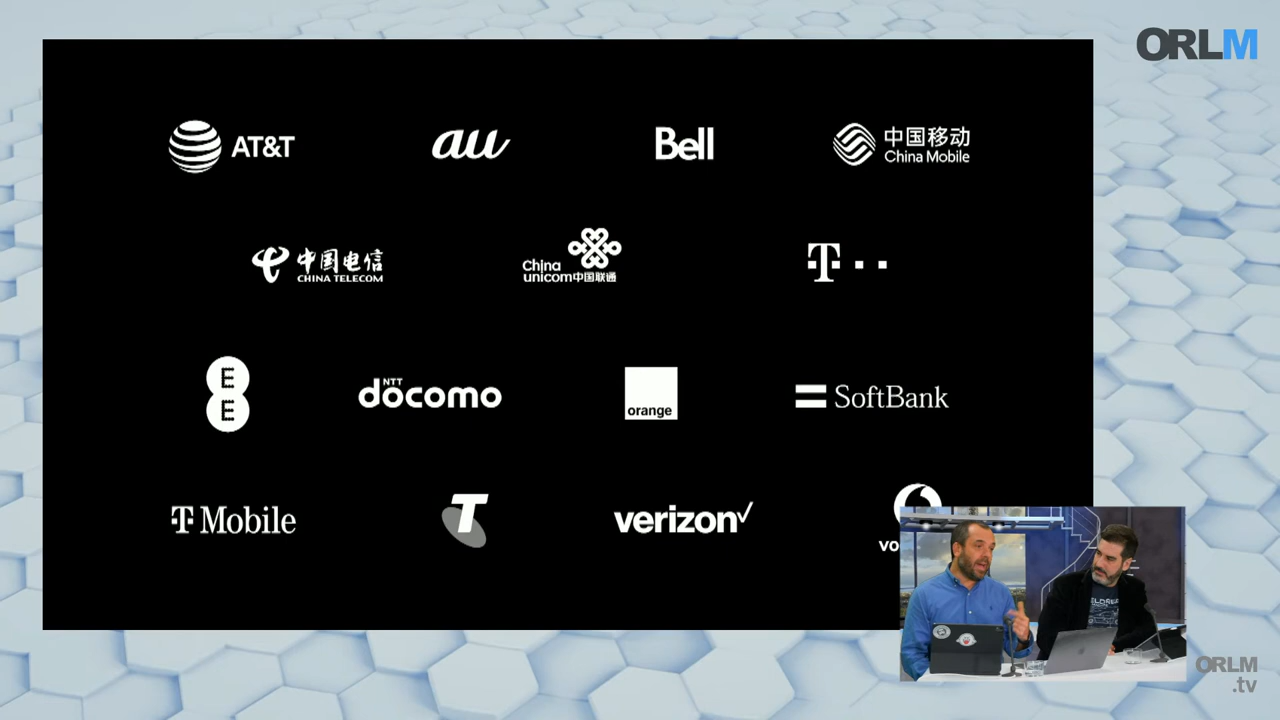 ORLM
AT&T
au
Bell
中国移动
China Mobile
中国电信
CHINA TELECOM
China
unicom中国联通
T
E
E
NTT
docomo
orange
SoftBank
T Mobile
T
verizon
vo
ORLM
.tv